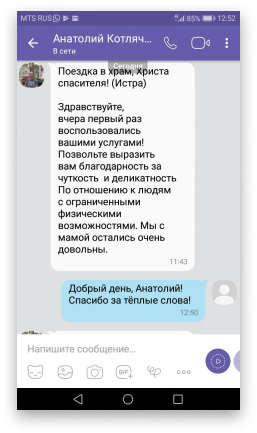 MTS RUS 85% 12:52
Анатолий Котляч...
В сети
Сегодня
Поездка в храм, Христа
спасителя! (Истра)
Здравствуйте,
вчера первый раз
воспользовались
вашими услугами!
Позвольте выразить
вам благодарность за
чуткость и деликатность
По отношению к людям
с ограниченными
физическими
возможностями. Мы с
мамой остались очень
довольны.
11:43
Добрый день, Анатолий!
Спасибо за тёплые слова!
12:50
Напишите сообщение...
GIF+